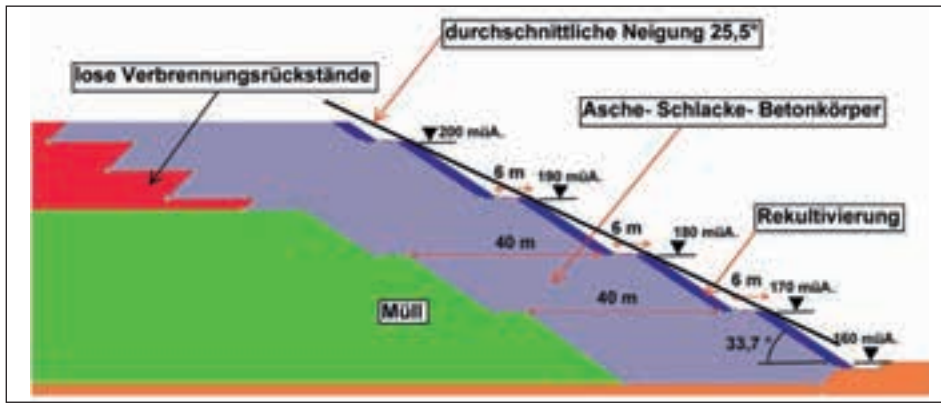 durchschnittliche Neigung 25,5°
lose Verbrennungsrückstände
Asche- Schlacke- Betonkörper
200 müA.
6 m
190 müA.
Rekultivierung
6 m
180 müA.
40 m
6 m
170 müA.
40 m
Müll
33,7 °
160 müA.